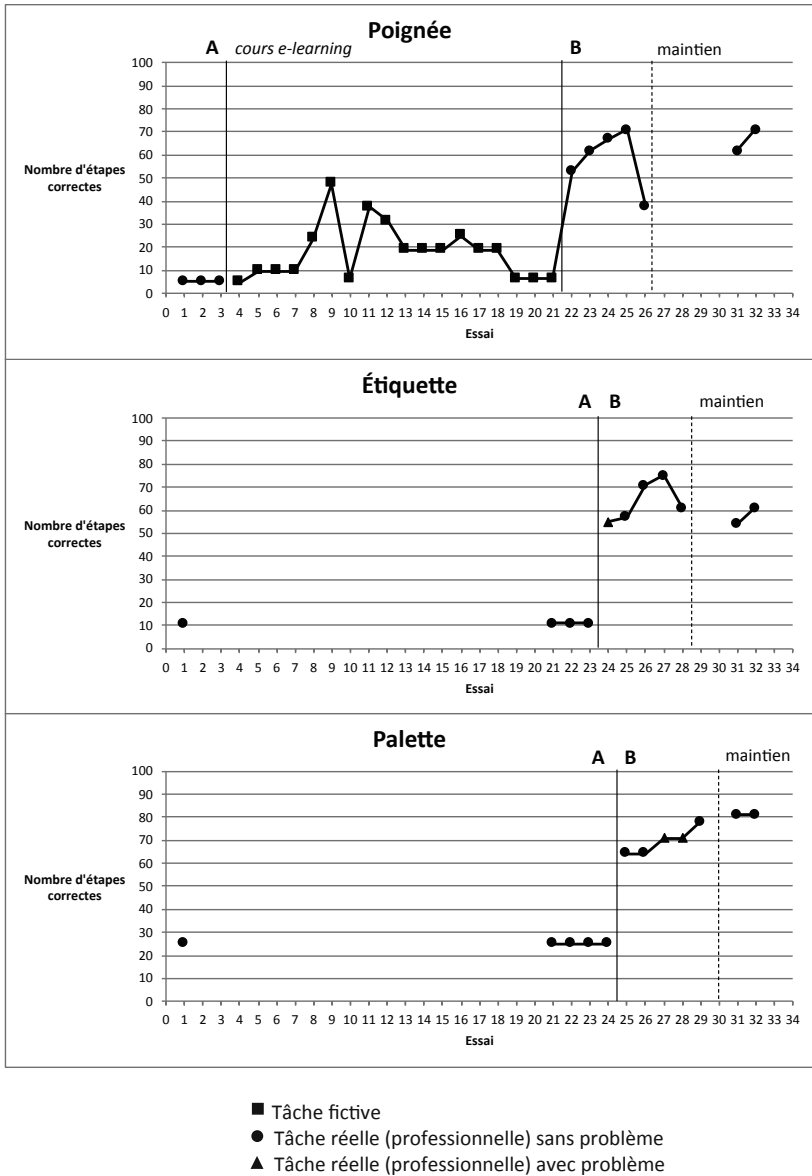 Poignée
A cours e-learning B maintien
100
90
80
70
60
50
40
30
20
10
0
Nombre d'étapes
correctes
0 1 2 3 4 5 6 7 8 9 10 11 12 13 14 15 16 17 18 19 20 21 22 23 24 25 26 27 28 29 30 31 32 33 34
Essai
Étiquette
A B maintien
100
90
80
70
60
50
40
30
20
10
0
Nombre d'étapes
correctes
0 1 2 3 4 5 6 7 8 9 10 11 12 13 14 15 16 17 18 19 20 21 22 23 24 25 26 27 28 29 30 31 32 33 34
Essai
Palette
A B maintien
100
90
80
70
60
50
40
30
20
10
0
Nombre d'étapes
correctes
0 1 2 3 4 5 6 7 8 9 10 11 12 13 14 15 16 17 18 19 20 21 22 23 24 25 26 27 28 29 30 31 32 33 34
Essai
Tâche fictive
Tâche réelle (professionnelle) sans problème
Tâche réelle (professionnelle) avec problème